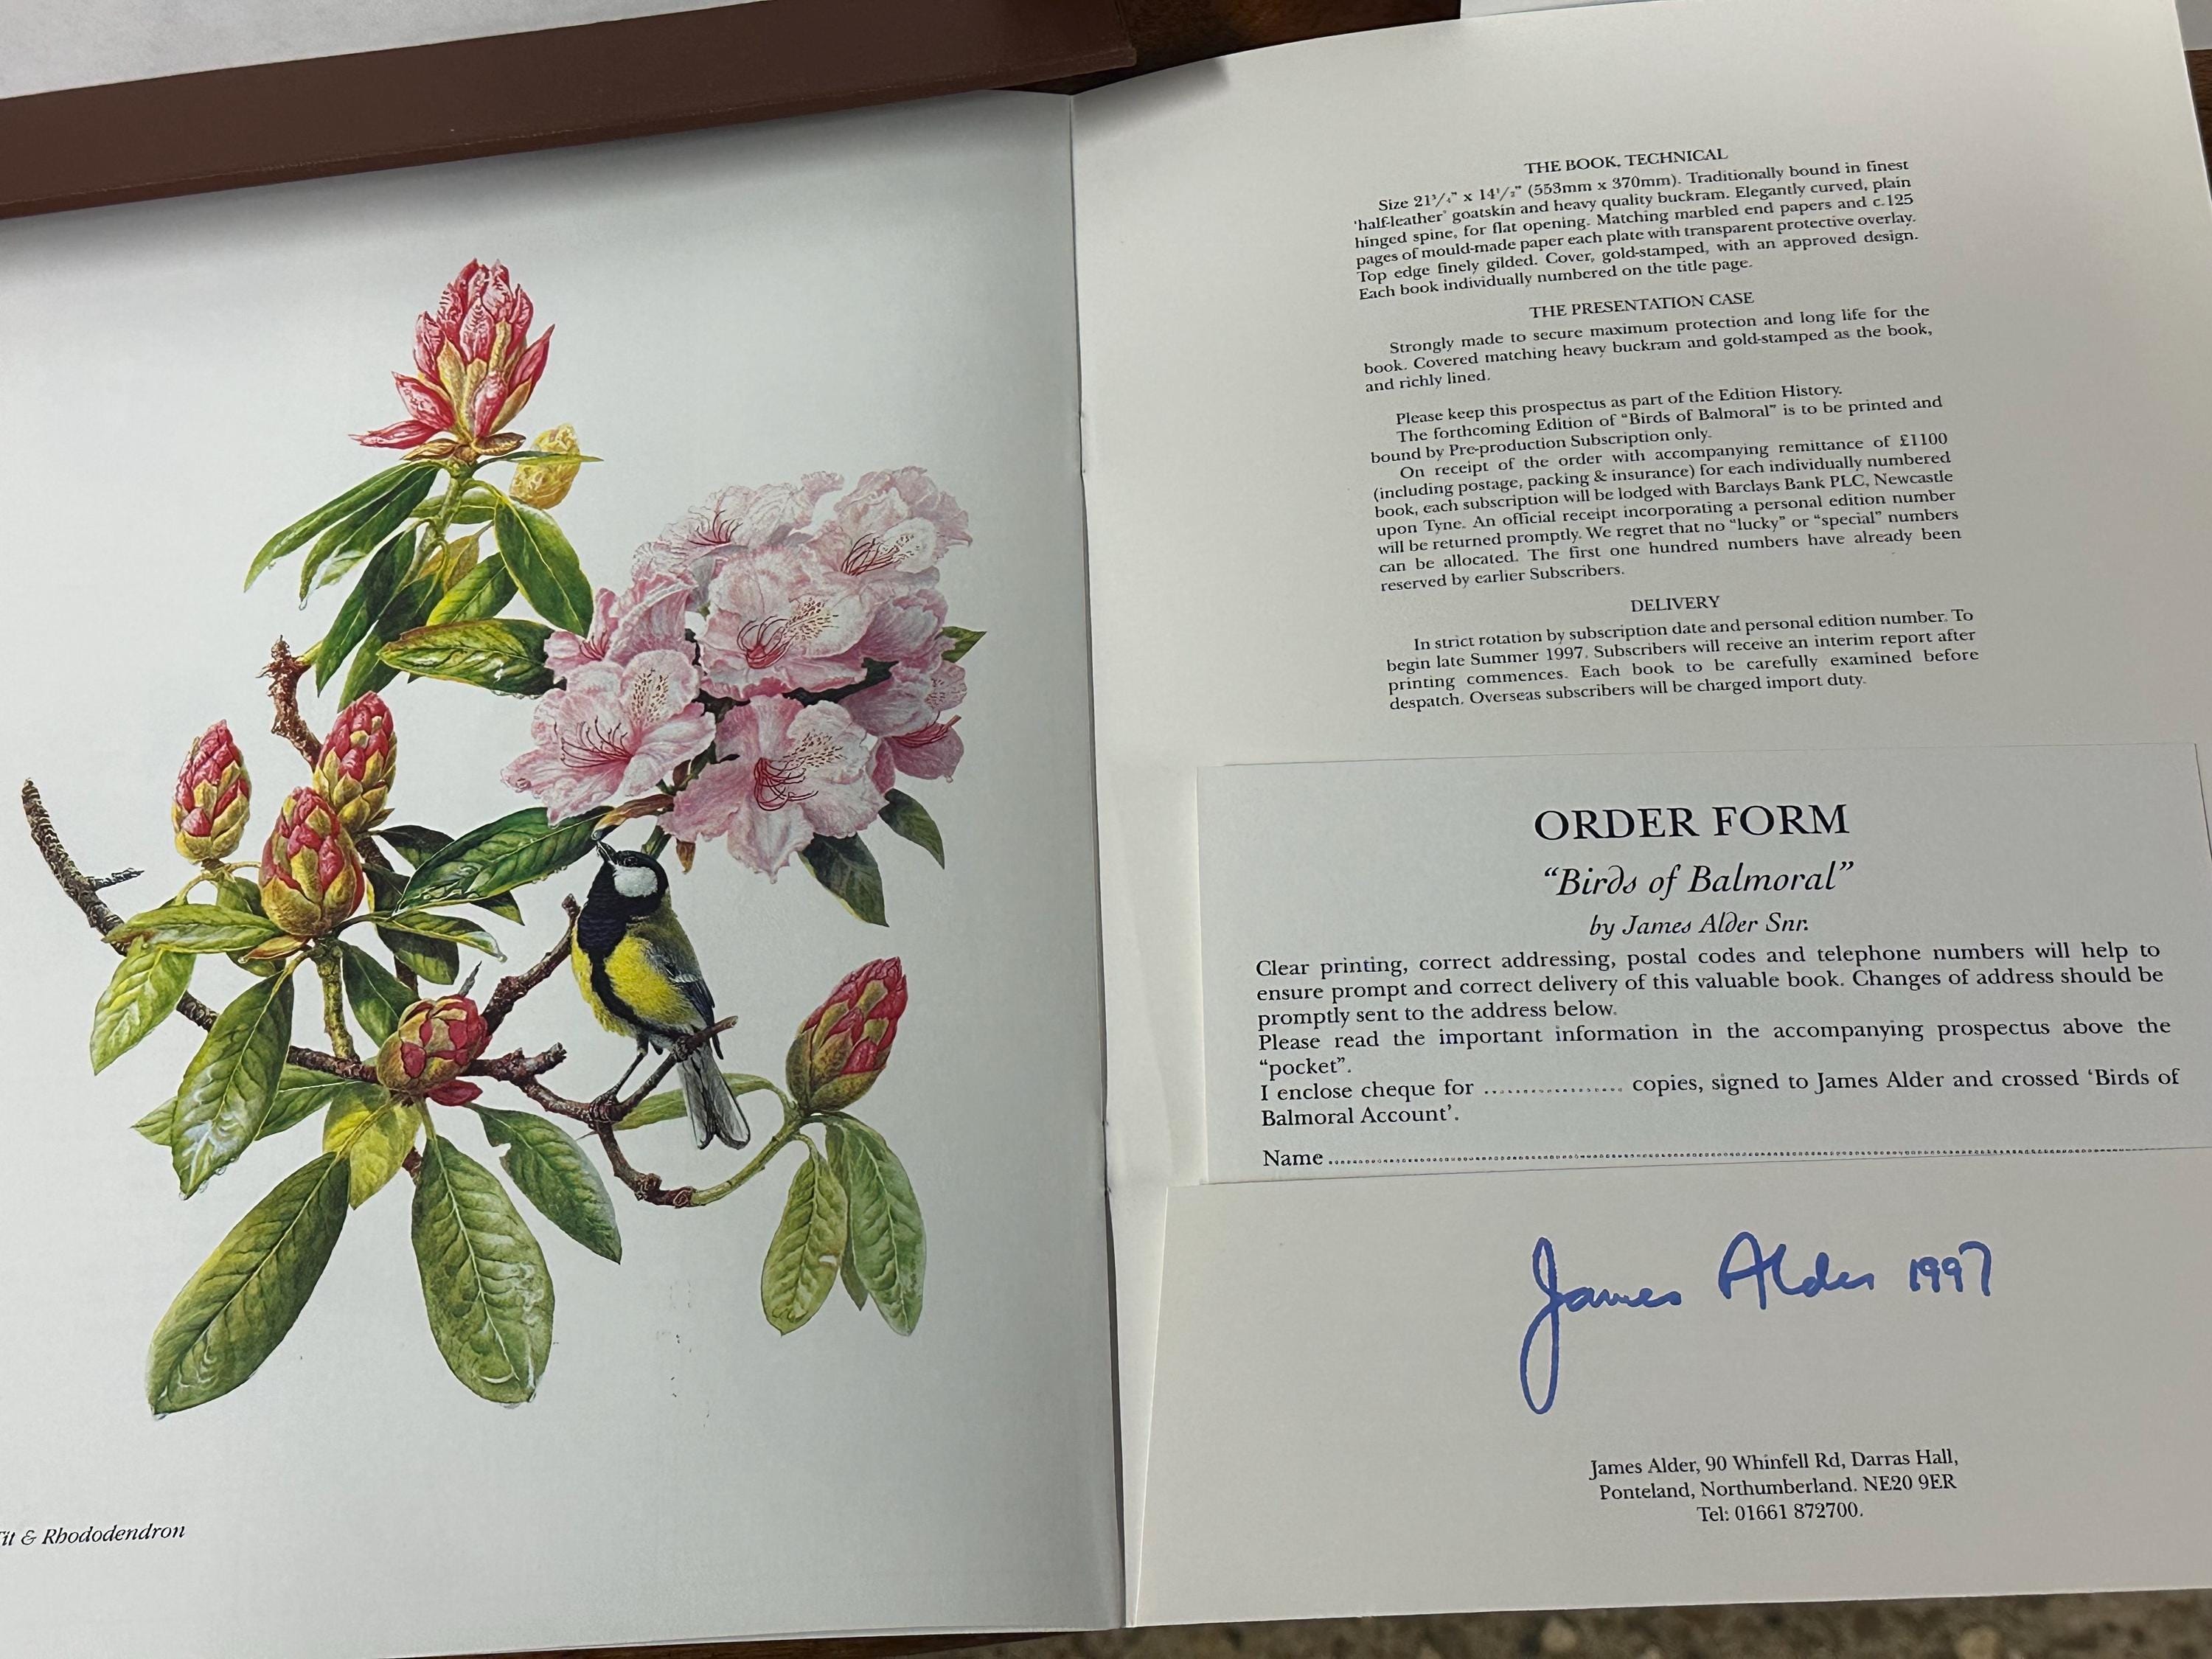 & Rhododendron
THE BOOK, TECHNICAL
Size 21³/₄" x 14¹/₂" (553mm x 370mm). Traditionally bound in finest
'half-leather' goatskin and heavy quality buckram. Elegantly curved, plain
hinged spine, for flat opening. Matching marbled end papers and c.125
pages of mould-made paper each plate with transparent protective overlay.
Top edge finely gilded. Cover, gold-stamped, with an approved design.
Each book individually numbered on the title page.
THE PRESENTATION CASE
Strongly made to secure maximum protection and long life for the
book. Covered matching heavy buckram and gold-stamped as the book,
and richly lined.
Please keep this prospectus as part of the Edition History.
The forthcoming Edition of "Birds of Balmoral" is to be printed and
bound by Pre-production Subscription only.
On receipt of the order with accompanying remittance of £1100
(including postage, packing & insurance) for each individually numbered
book, each subscription will be lodged with Barclays Bank PLC, Newcastle
upon Tyne. An official receipt incorporating a personal edition number
will be returned promptly. We regret that no "lucky" or "special" numbers
can be allocated. The first one hundred numbers have already been
reserved by earlier Subscribers.
DELIVERY
In strict rotation by subscription date and personal edition number. To
begin late Summer 1997. Subscribers will receive an interim report after
printing commences. Each book to be carefully examined before
despatch. Overseas subscribers will be charged import duty.
ORDER FORM
"Birds of Balmoral"
by James Alder Snr.
Clear printing, correct addressing, postal codes and telephone numbers will help to
ensure prompt and correct delivery of this valuable book. Changes of address should be
promptly sent to the address below.
Please read the important information in the accompanying prospectus above the
"pocket".
I enclose cheque for .................... copies, signed to James Alder and crossed 'Birds of
Balmoral Account'.
Name ....................
James Alder 1997
James Alder, 90 Whinfell Rd, Darras Hall,
Ponteland, Northumberland. NE20 9ER
Tel: 01661 872700.